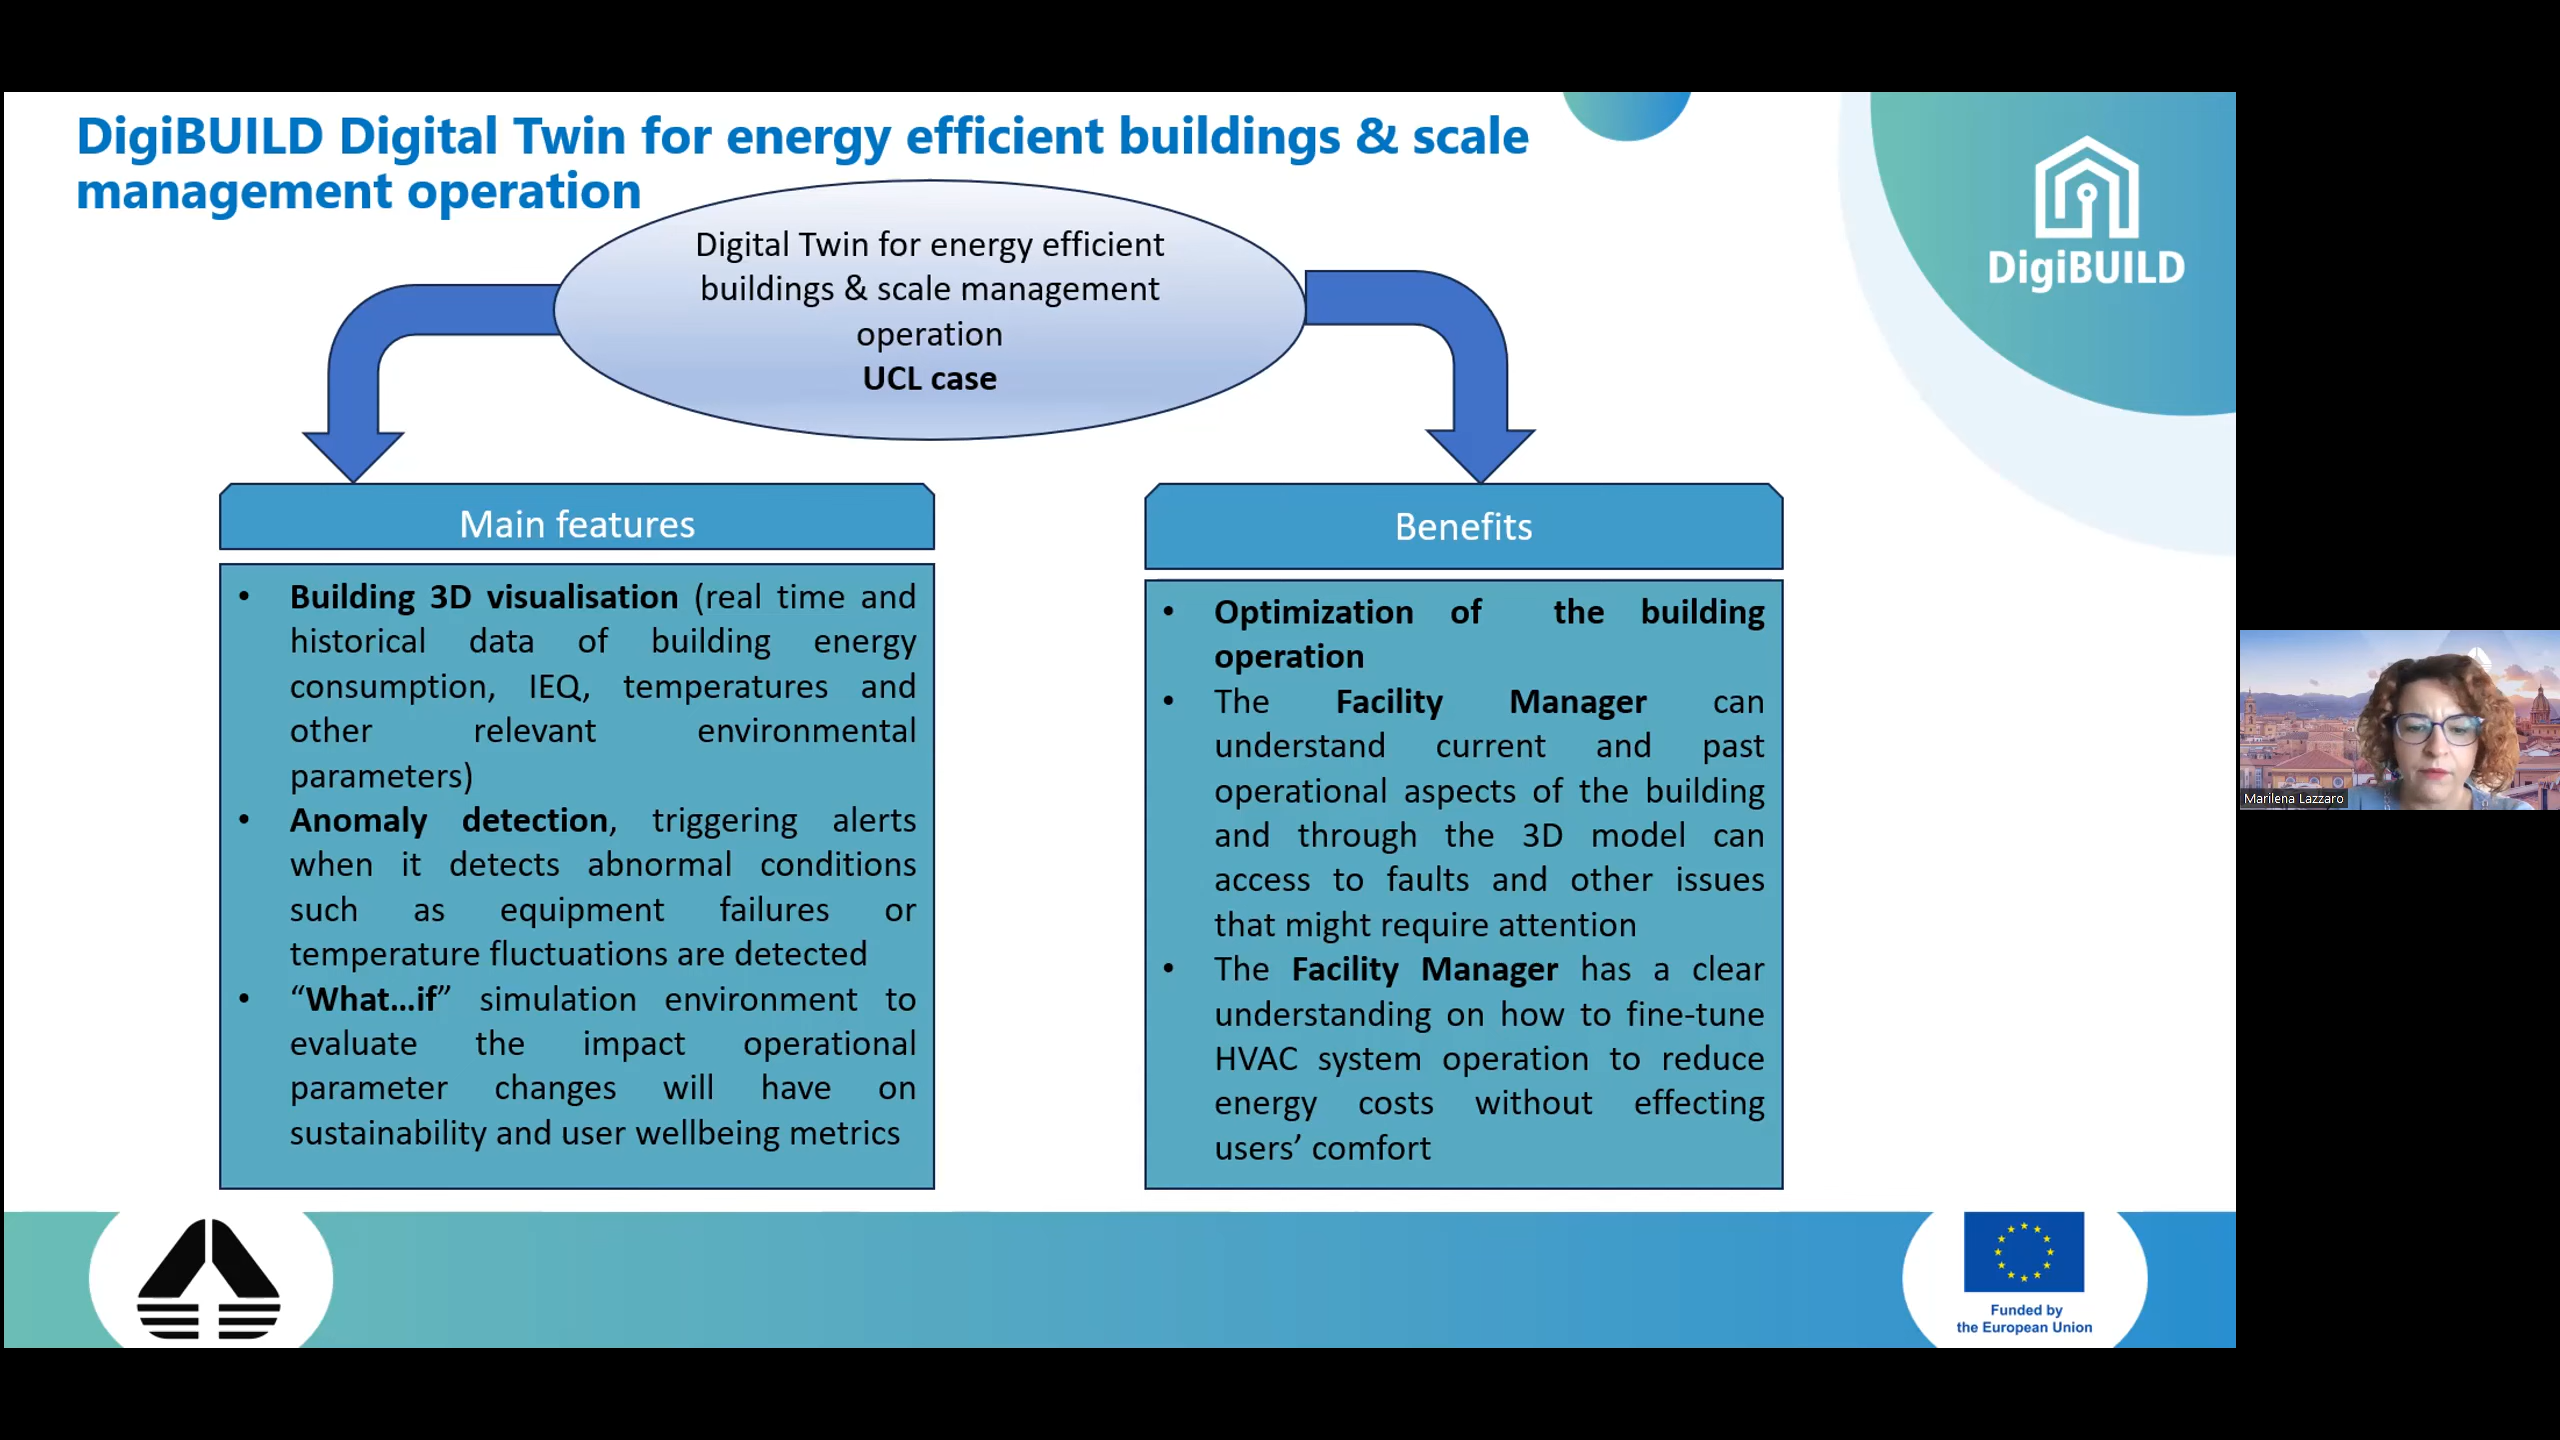 DigiBUILD Digital Twin for energy efficient buildings & scale
management operation
DigiBUILD
Digital Twin for energy efficient
buildings & scale management
operation
UCL case
Main features
• Building 3D visualisation (real time and
historical data of building energy
consumption, IEQ, temperatures and
other relevant environmental
parameters)
• Anomaly detection, triggering alerts
when it detects abnormal conditions
such as equipment failures or
temperature fluctuations are detected
• “What...if” simulation environment to
evaluate the impact operational
parameter changes will have on
sustainability and user wellbeing metrics
Benefits
• Optimization of the building
operation
• The Facility Manager can
understand current and past
operational aspects of the building
and through the 3D model can
access to faults and other issues
that might require attention
• The Facility Manager has a clear
understanding on how to fine-tune
HVAC system operation to reduce
energy costs without effecting
users’ comfort
Marilena Lazzaro
Funded by
the European Union